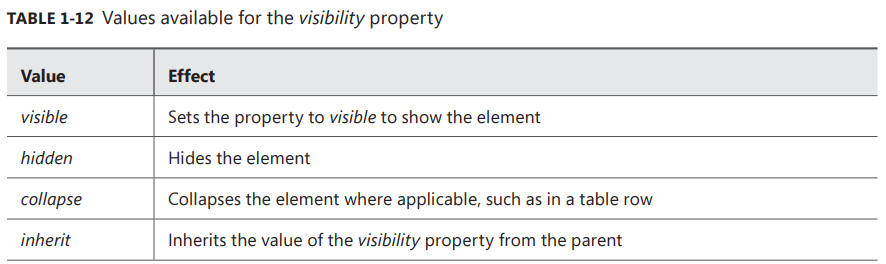 TABLE 1-12 Values available for the visibility property
Value Effect
visible Sets the property to visible to show the element
hidden Hides the element
collapse Collapses the element where applicable, such as in a table row
inherit Inherits the value of the visibility property from the parent